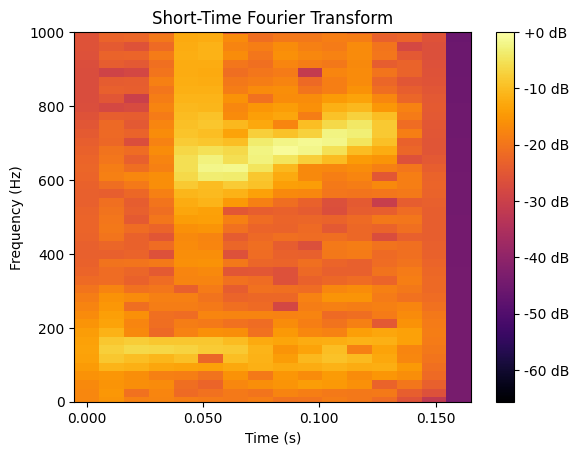 Short-Time Fourier Transform
1000
800
600
400
200
0
Frequency (Hz)
0.000
0.050
0.100
0.150
Time (s)
+0 dB
-10 dB
-20 dB
-30 dB
-40 dB
-50 dB
-60 dB